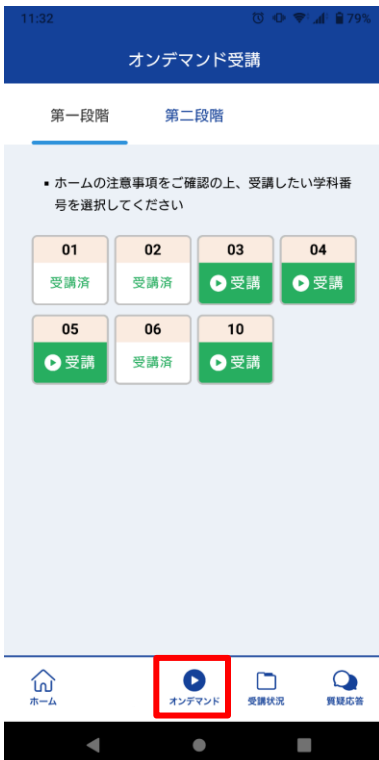 11:32 79%
オンデマンド受講
第一段階 第二段階
▪ ホームの注意事項をご確認の上、受講したい学科番
号を選択してください
01 02 03 04
受講済 受講済 受講 受講
05 06 10
受講 受講済 受講
ホーム オンデマンド 受講状況 質疑応答